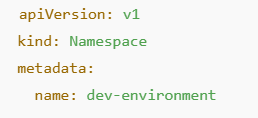 apiVersion: v1
kind: Namespace
metadata:
  name: dev-environment